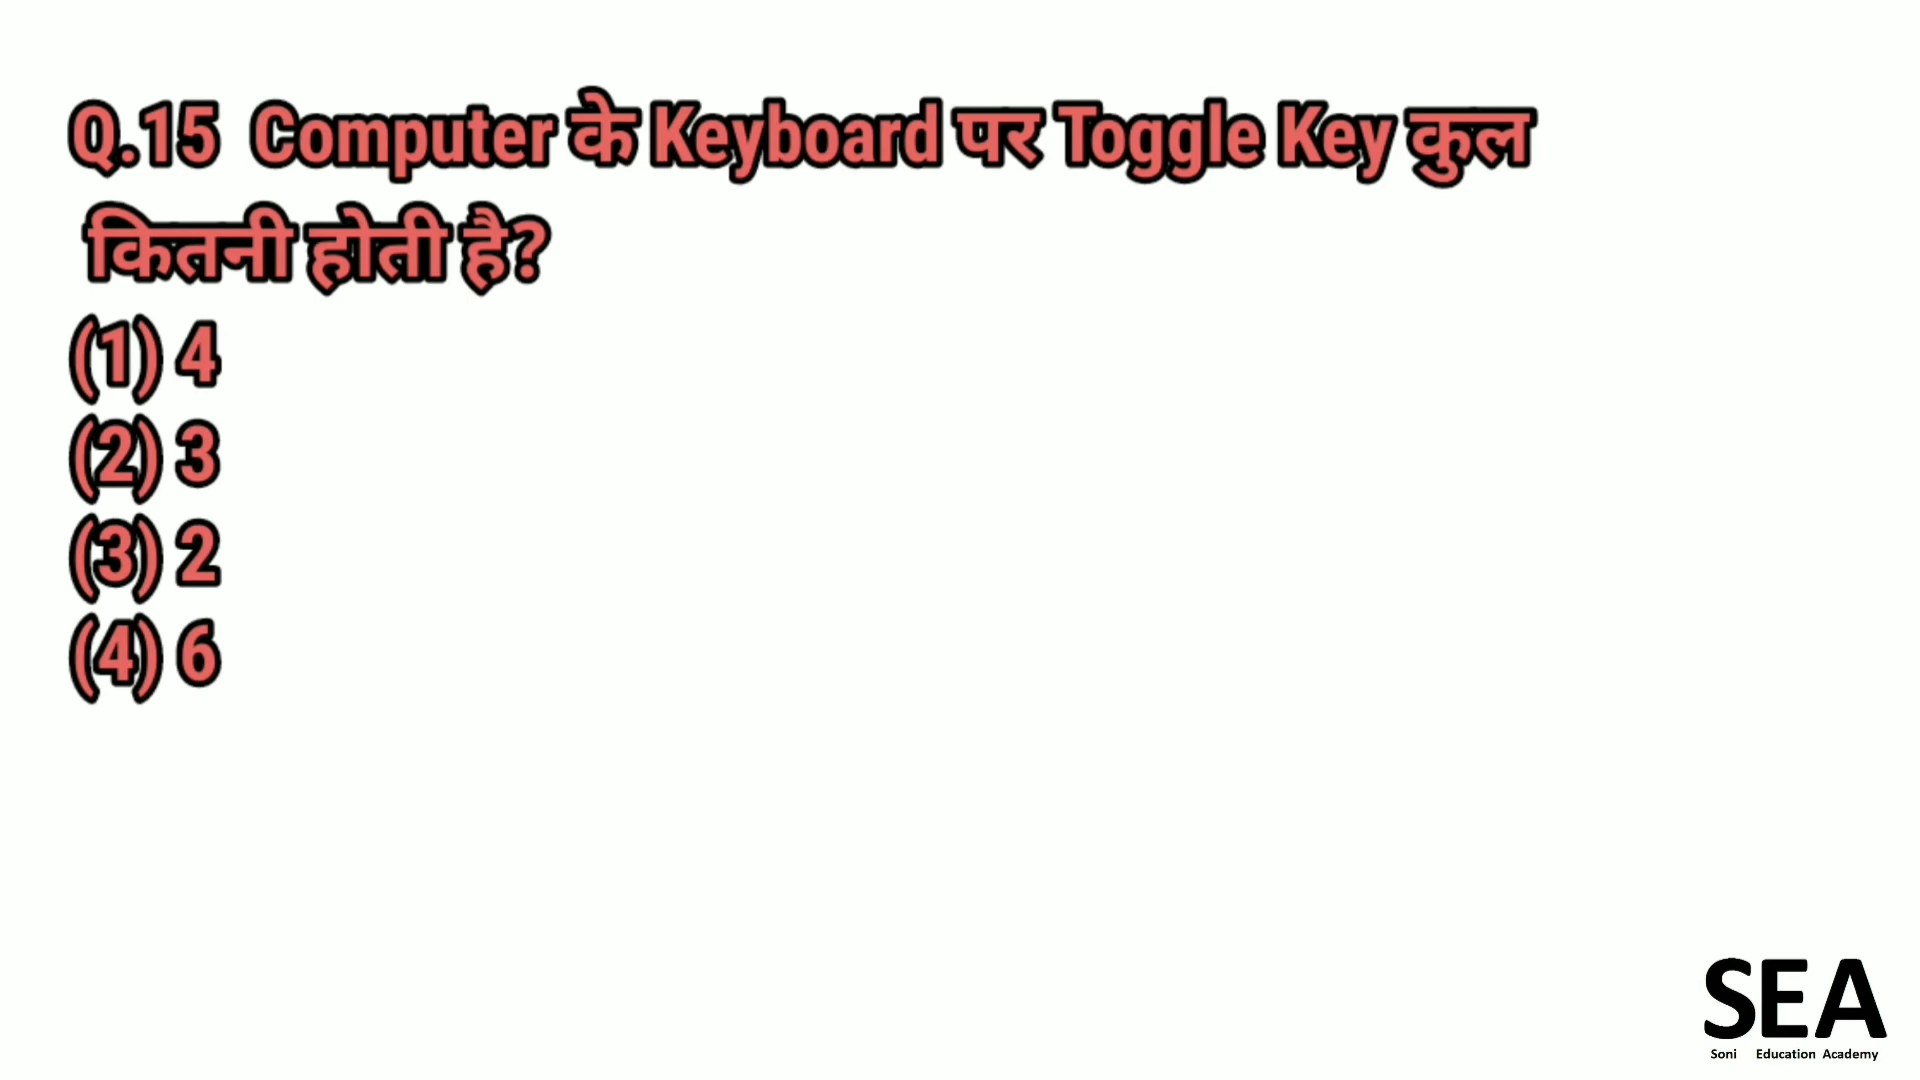 Q.15 Computer के Keyboard पर Toggle Key कुल
कितनी होती है?
(1) 4
(2) 3
(3) 2
(4) 6
SEA
Soni Education Academy